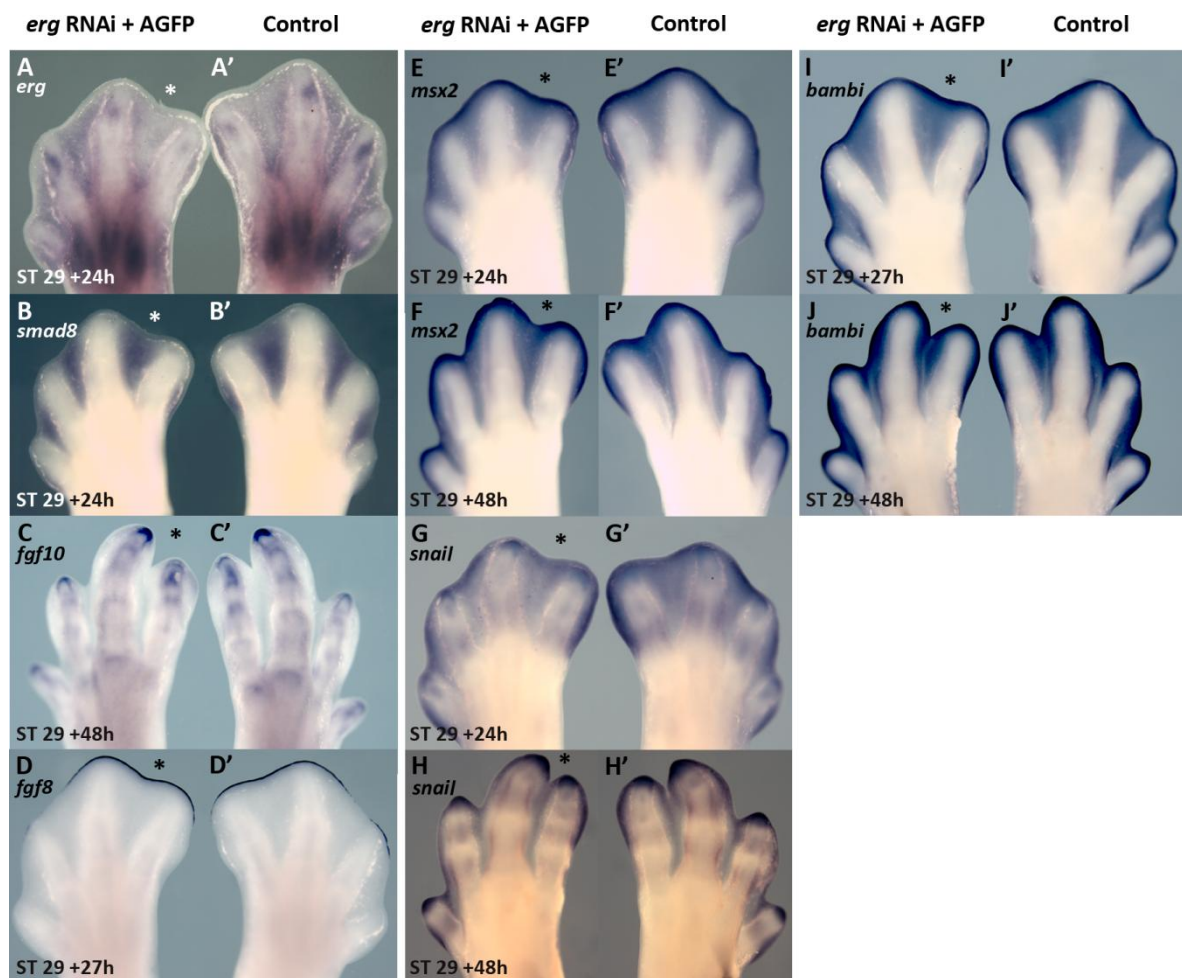 erg RNAi + AGFP Control erg RNAi + AGFP Control erg RNAi + AGFP Control
A * A’ E * E’ I * I’
erg msx2 bambi
ST 29 +24h ST 29 +24h ST 29 +27h
B * B’ F * F’ J * J’
smad8 msx2 bambi
ST 29 +24h ST 29 +48h ST 29 +48h
C * C’ G * G’
fgf10 snail
ST 29 +48h ST 29 +24h
D * D’ H * H’
fgf8 snail
ST 29 +27h ST 29 +48h